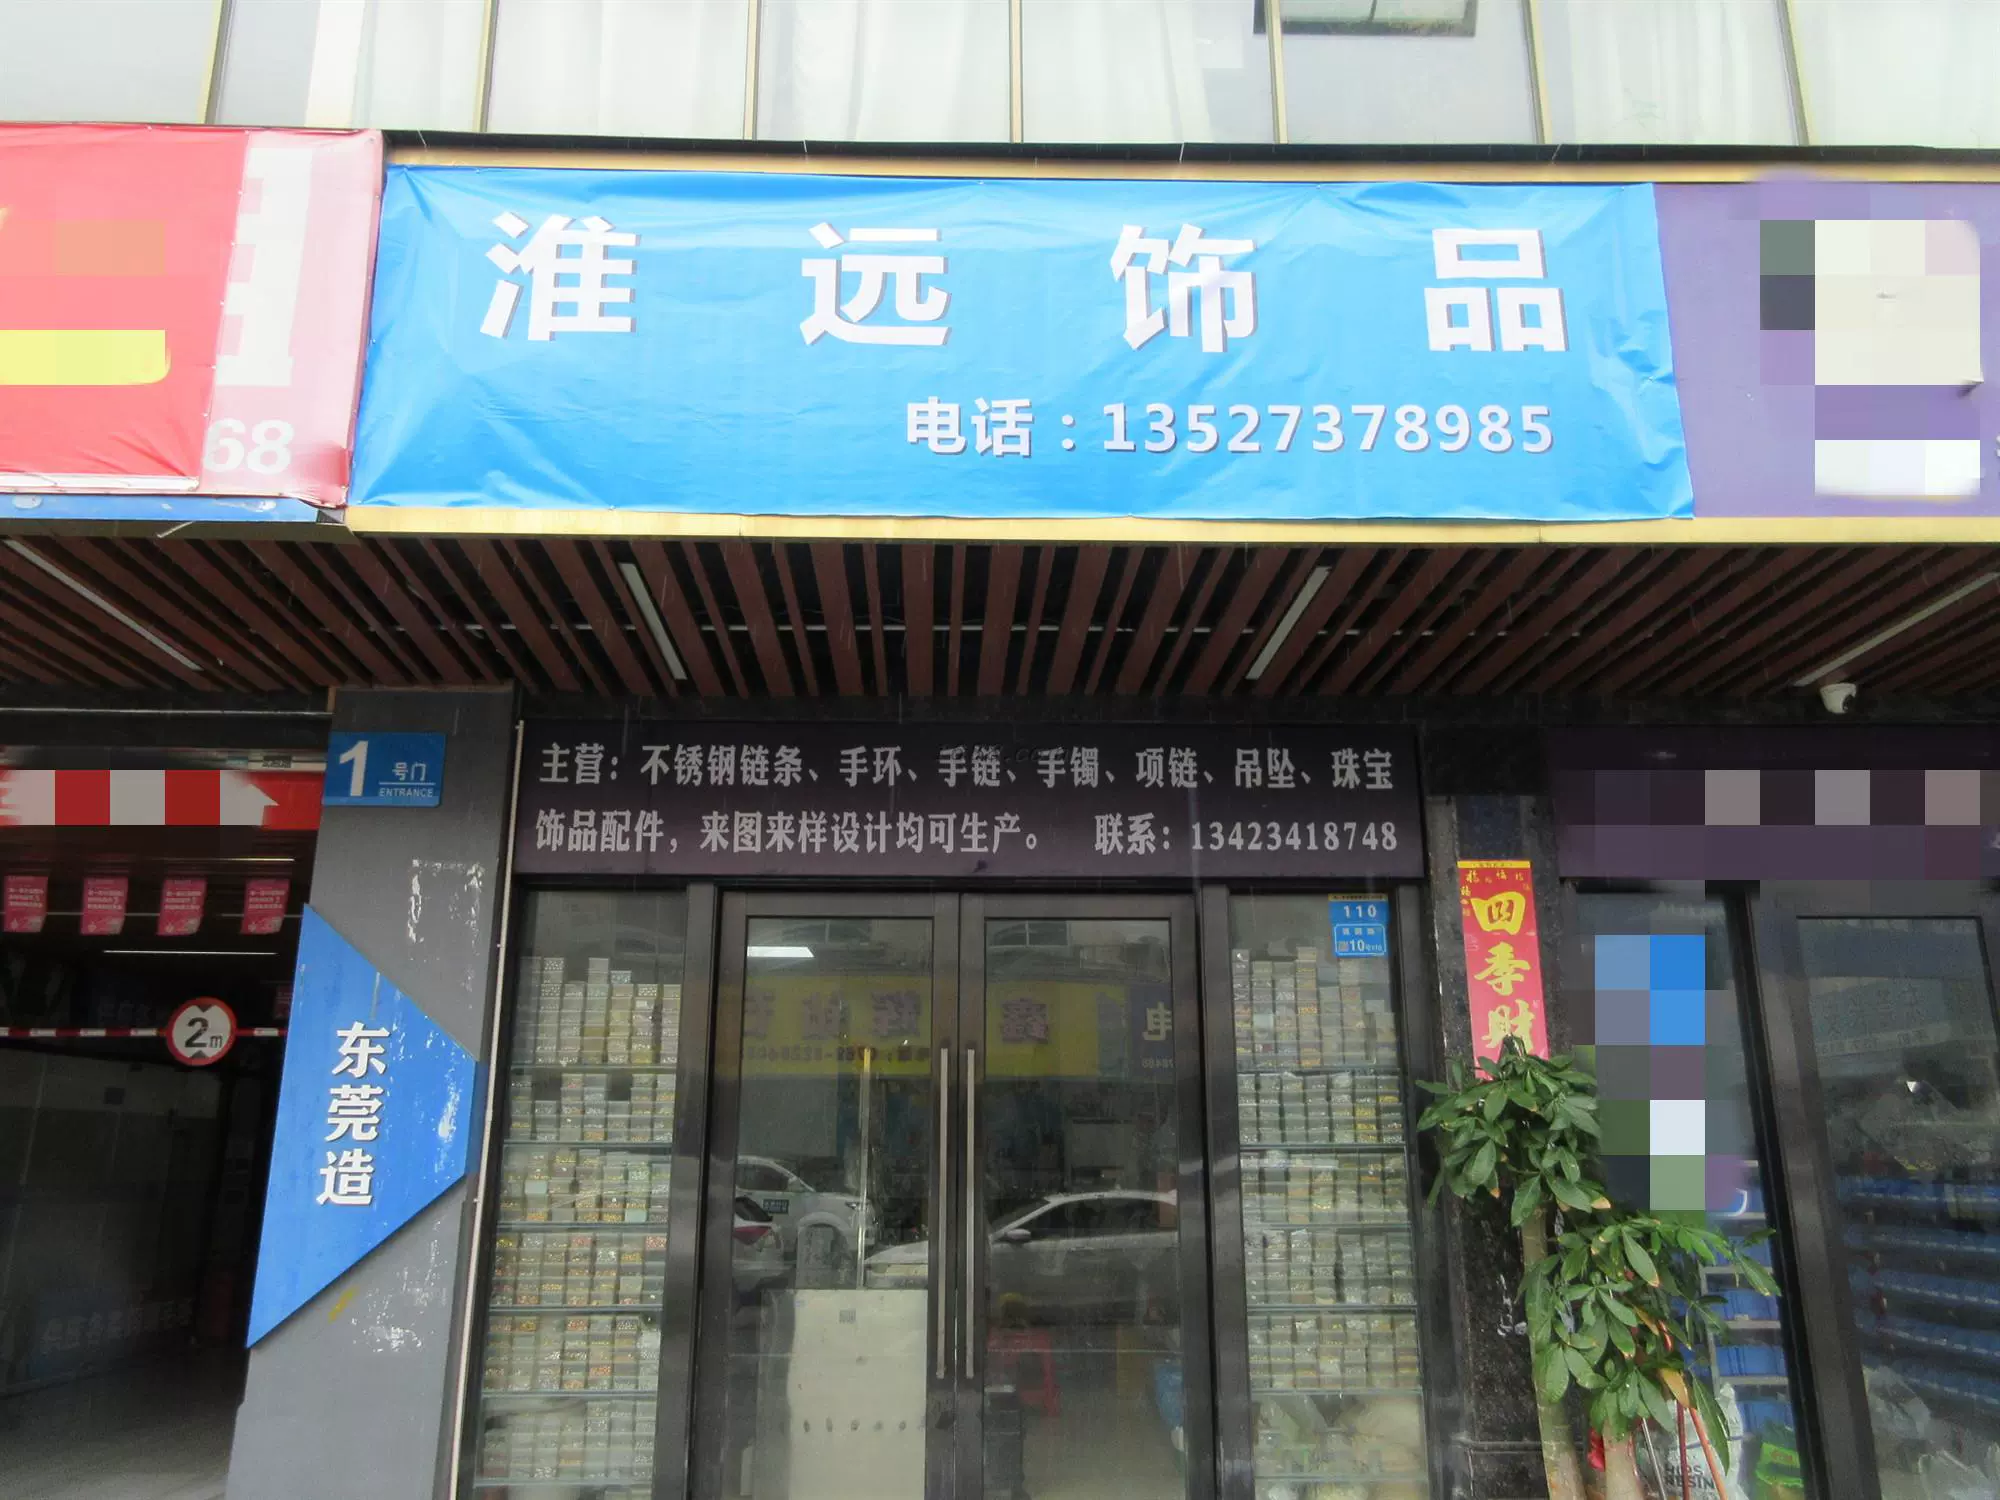 淮远饰品
电话：13527378985
68
主营：不锈钢链条、手环、手链、手镯、项链、吊坠、珠宝
饰品配件，来图来样设计均可生产。 联系：13423418748
1号门
ENTRANCE
110
10
四季财
2m
东莞造